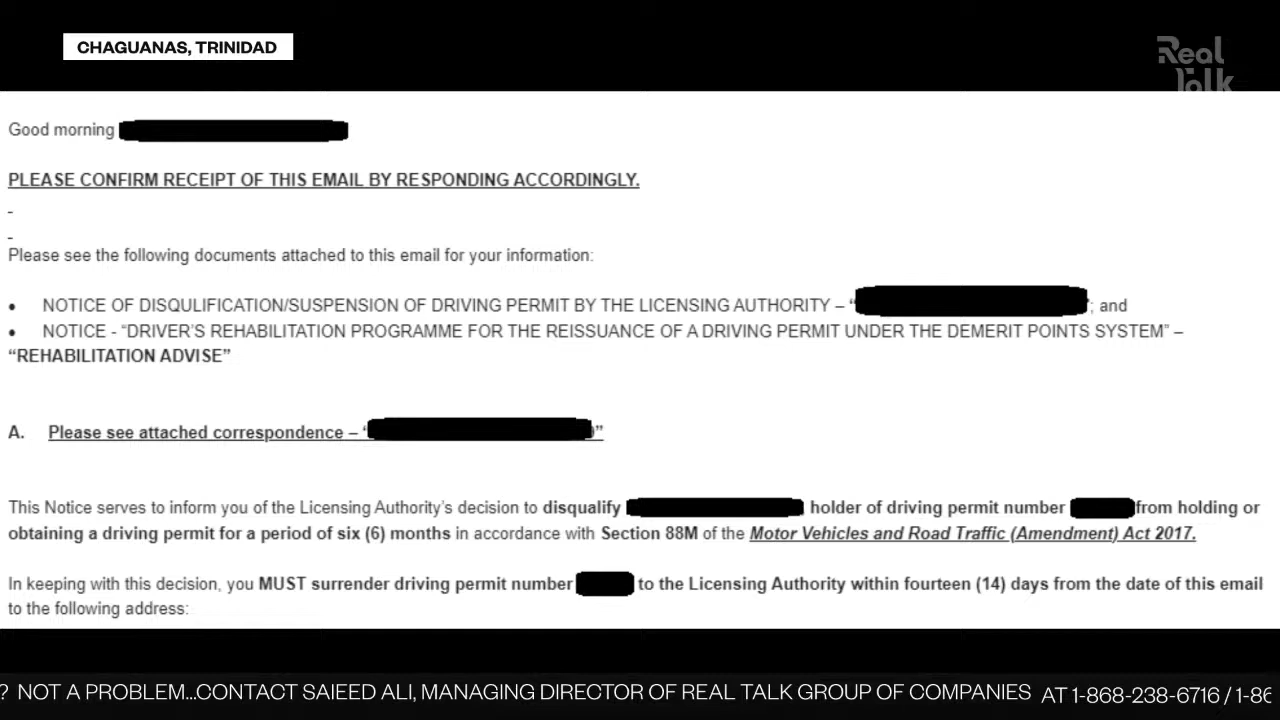 CHAGUANAS, TRINIDAD
Real
Talk
Good morning
PLEASE CONFIRM RECEIPT OF THIS EMAIL BY RESPONDING ACCORDINGLY.
-
-
Please see the following documents attached to this email for your information:
• NOTICE OF DISQULIFICATION/SUSPENSION OF DRIVING PERMIT BY THE LICENSING AUTHORITY – “ ”; and
• NOTICE - “DRIVER’S REHABILITATION PROGRAMME FOR THE REISSUANCE OF A DRIVING PERMIT UNDER THE DEMERIT POINTS SYSTEM” –
“REHABILITATION ADVISE”
A. Please see attached correspondence – “ ”
This Notice serves to inform you of the Licensing Authority’s decision to disqualify holder of driving permit number from holding or
obtaining a driving permit for a period of six (6) months in accordance with Section 88M of the Motor Vehicles and Road Traffic (Amendment) Act 2017.
In keeping with this decision, you MUST surrender driving permit number to the Licensing Authority within fourteen (14) days from the date of this email
to the following address:
? NOT A PROBLEM...CONTACT SAIEED ALI, MANAGING DIRECTOR OF REAL TALK GROUP OF COMPANIES AT 1-868-238-6716 / 1-86